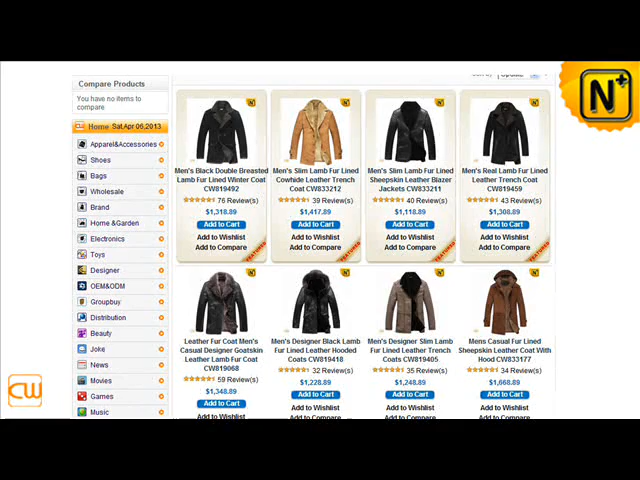 Compare Products
You have no items to
compare
Home Sat,Apr 06,2013
Apparel&Accessories
Shoes
Bags
Wholesale
Brand
Home &Garden
Electronics
Toys
Designer
OEM&ODM
Groupbuy
Distribution
Beauty
Joke
News
Movies
Games
Music
CW
N+
Men's Black Double Breasted
Lamb Fur Lined Winter Coat
CW819492
76 Review(s)
$1,318.89
Add to Cart
Add to Wishlist
Add to Compare
FEATURED
Men's Slim Lamb Fur Lined
Cowhide Leather Trench
Coat CW833212
39 Review(s)
$1,417.89
Add to Cart
Add to Wishlist
Add to Compare
FEATURED
Men's Slim Lamb Fur Lined
Sheepskin Leather Blazer
Jackets CW833211
40 Review(s)
$1,118.89
Add to Cart
Add to Wishlist
Add to Compare
FEATURED
Men's Real Lamb Fur Lined
Leather Trench Coat
CW819459
43 Review(s)
$1,308.89
Add to Cart
Add to Wishlist
Add to Compare
FEATURED
Leather Fur Coat Men's
Casual Designer Goatskin
Leather Lamb Fur Coat
CW819068
59 Review(s)
$1,348.89
Add to Cart
Add to Wishlist
Men's Designer Black Lamb
Fur Lined Leather Hooded
Coat CW819418
32 Review(s)
$1,228.89
Add to Cart
Add to Wishlist
Add to Compare
Men's Designer Slim Lamb
Fur Lined Leather Trench
Coats CW819405
35 Review(s)
$1,248.89
Add to Cart
Add to Wishlist
Add to Compare
Mens Casual Fur Lined
Sheepskin Leather Coat With
Hood CW833177
34 Review(s)
$1,668.89
Add to Cart
Add to Wishlist
Add to Compare